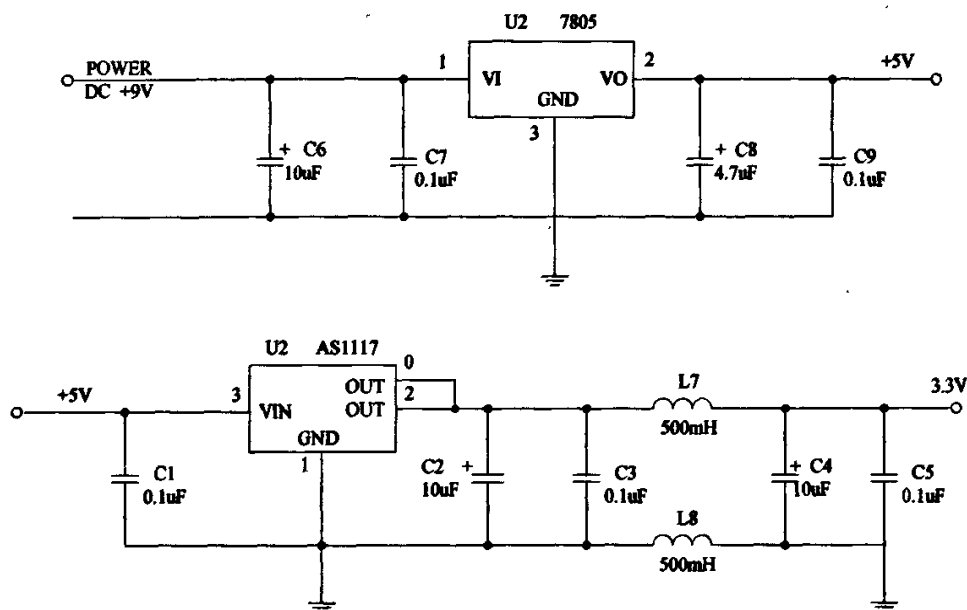 U2 7805
POWER
DC +9V
1
VI
VO
2
+5V
GND
3
+ C6
10uF
C7
0.1uF
+ C8
4.7uF
C9
0.1uF
U2 AS1117
0
+5V
3
VIN
OUT
2
OUT
GND
1
L7
500mH
3.3V
C1
0.1uF
C2 +
10uF
C3
0.1uF
+ C4
10uF
C5
0.1uF
L8
500mH